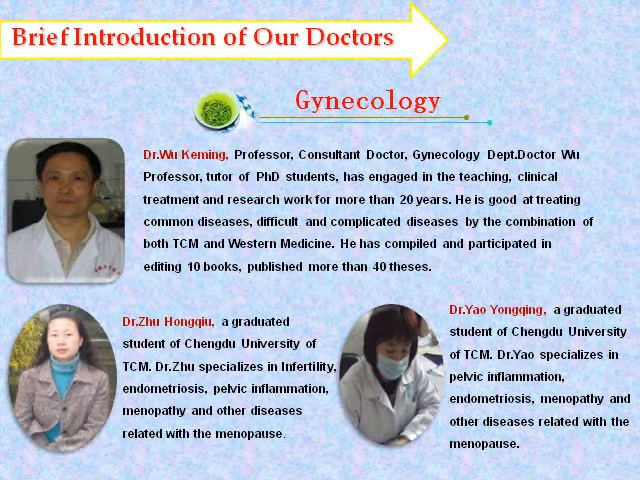 Brief Introduction of Our Doctors
Gynecology
Dr.Wu Keming, Professor, Consultant Doctor, Gynecology Dept.Doctor Wu
Professor, tutor of PhD students, has engaged in the teaching, clinical
treatment and research work for more than 20 years. He is good at treating
common diseases, difficult and complicated diseases by the combination of
both TCM and Western Medicine. He has compiled and participated in
editing 10 books, published more than 40 theses.
Dr.Zhu Hongqiu, a graduated
student of Chengdu University of
TCM. Dr.Zhu specializes in Infertility,
endometriosis, pelvic inflammation,
menopathy and other diseases
related with the menopause.
Dr.Yao Yongqing, a graduated
student of Chengdu University
of TCM. Dr.Yao specializes in
pelvic inflammation,
endometriosis, menopathy and
other diseases related with the
menopause.